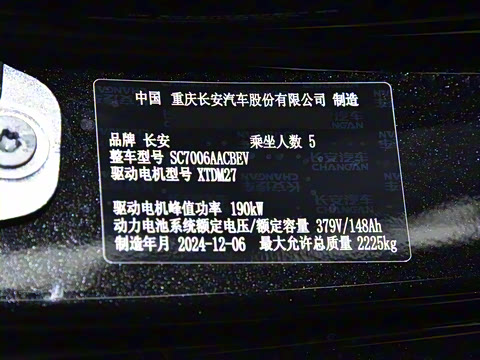 中国 重庆长安汽车股份有限公司 制造
品牌 长安 乘坐人数 5
整车型号 SC7006AACBEV
驱动电机型号 XTDM27
驱动电机峰值功率 190kW
动力电池系统额定电压/额定容量 379V/148Ah
制造年月 2024-12-06 最大允许总质量 2225kg